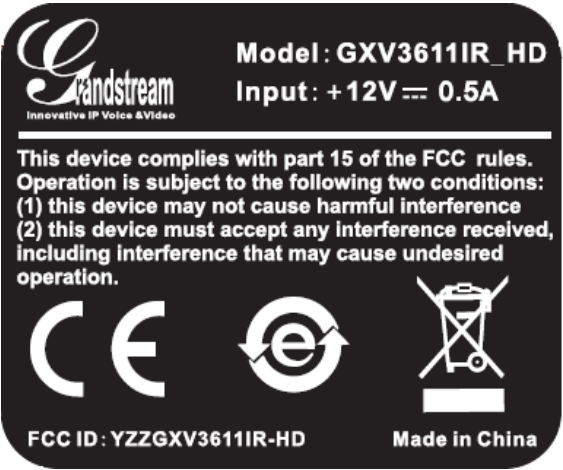 Grandstream
Innovative IP Voice & Video
Model: GXV3611IR_HD
Input: +12V ⎓ 0.5A
This device complies with part 15 of the FCC rules.
Operation is subject to the following two conditions:
(1) this device may not cause harmful interference
(2) this device must accept any interference received,
including interference that may cause undesired
operation.
CE
e
FCC ID: YZZGXV3611IR-HD
Made in China